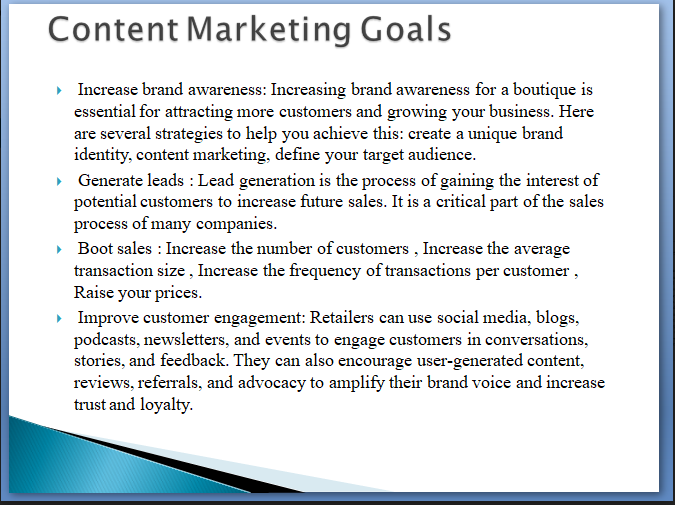 Content Marketing Goals
Increase brand awareness: Increasing brand awareness for a boutique is
essential for attracting more customers and growing your business. Here
are several strategies to help you achieve this: create a unique brand
identity, content marketing, define your target audience.
Generate leads : Lead generation is the process of gaining the interest of
potential customers to increase future sales. It is a critical part of the sales
process of many companies.
Boot sales : Increase the number of customers , Increase the average
transaction size , Increase the frequency of transactions per customer ,
Raise your prices.
Improve customer engagement: Retailers can use social media, blogs,
podcasts, newsletters, and events to engage customers in conversations,
stories, and feedback. They can also encourage user-generated content,
reviews, referrals, and advocacy to amplify their brand voice and increase
trust and loyalty.